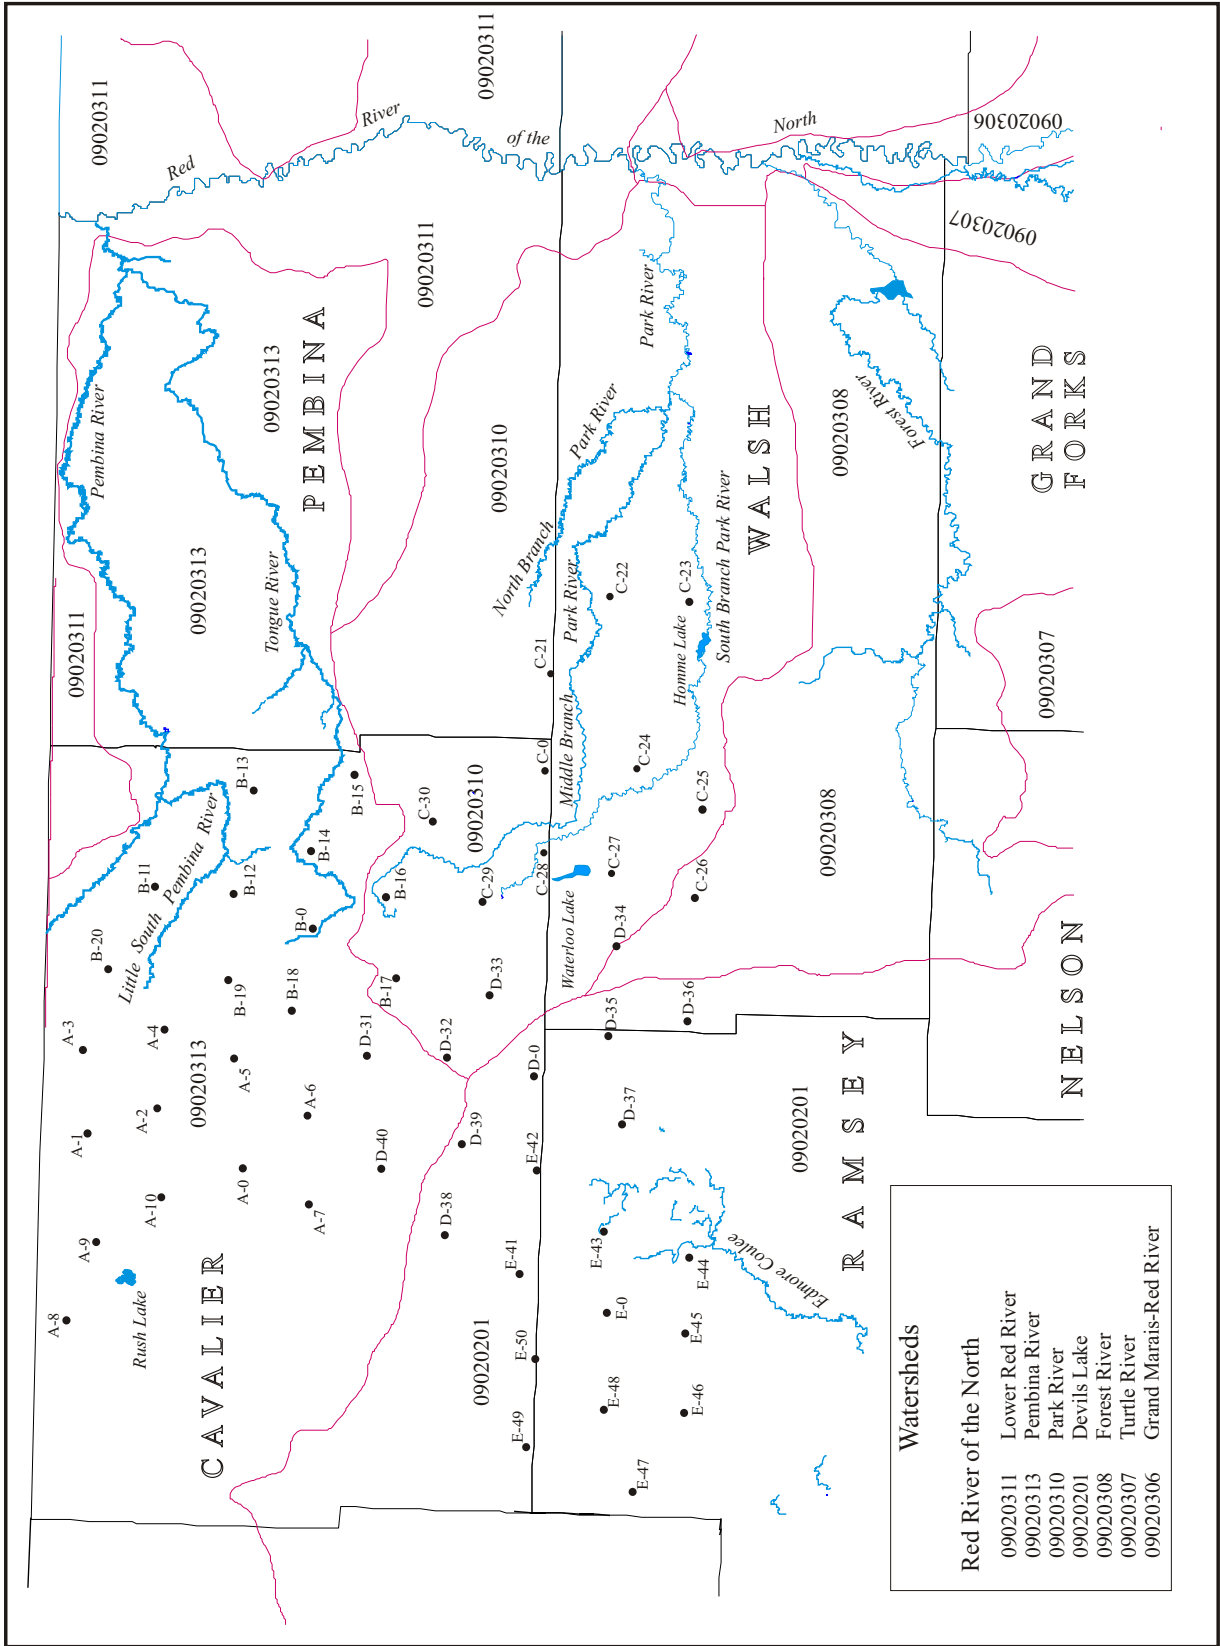 09020311
09020311
09020311
09020311
09020313
09020313
09020313
09020310
09020310
09020308
09020308
09020307
09020307
09020306
09020201
09020201
Red
River
of the
North
Pembina River
Tongue River
Little South Pembina River
Rush Lake
Park River
North Branch
Park River
Middle Branch
Park River
South Branch Park River
Homme Lake
Waterloo Lake
Forest River
Edmore Coulee
PEMBINA
CAVALIER
WALSH
GRAND
FORKS
NELSON
RAMSEY
A-0
A-1
A-2
A-3
A-4
A-5
A-6
A-7
A-8
A-9
A-10
B-0
B-11
B-12
B-13
B-14
B-15
B-16
B-17
B-18
B-19
B-20
C-0
C-21
C-22
C-23
C-24
C-25
C-26
C-27
C-28
C-29
C-30
D-0
D-31
D-32
D-33
D-34
D-35
D-36
D-37
D-38
D-39
D-40
E-0
E-41
E-42
E-43
E-44
E-45
E-46
E-47
E-48
E-49
E-50
Watersheds
Red River of the North
09020311 Lower Red River
09020313 Pembina River
09020310 Park River
09020201 Devils Lake
09020308 Forest River
09020307 Turtle River
09020306 Grand Marais-Red River